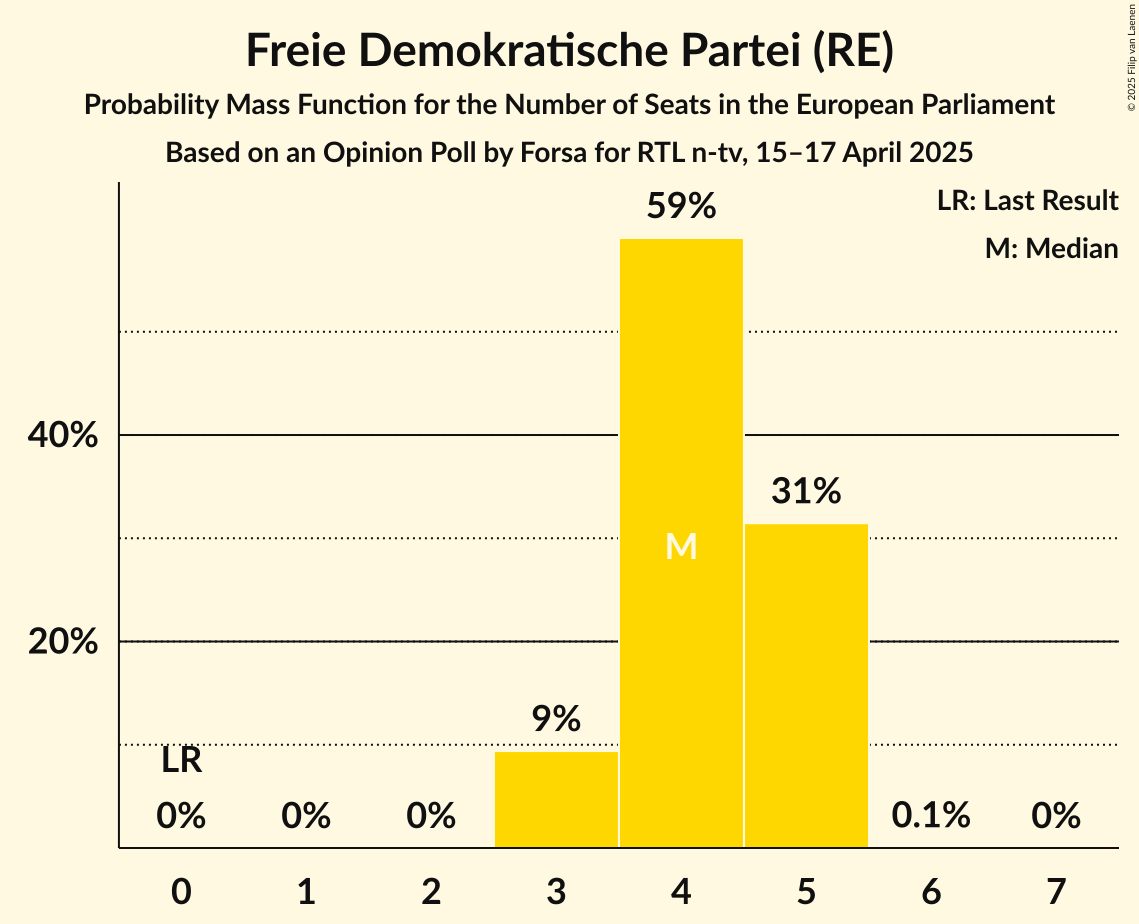 Freie Demokratische Partei (RE)
Probability Mass Function for the Number of Seats in the European Parliament
Based on an Opinion Poll by Forsa for RTL n-tv, 15–17 April 2025
© 2025 Filip van Laenen
LR: Last Result
M: Median
59%
40%
31%
M
20%
9%
LR
0% 0% 0% 0.1% 0%
0 1 2 3 4 5 6 7